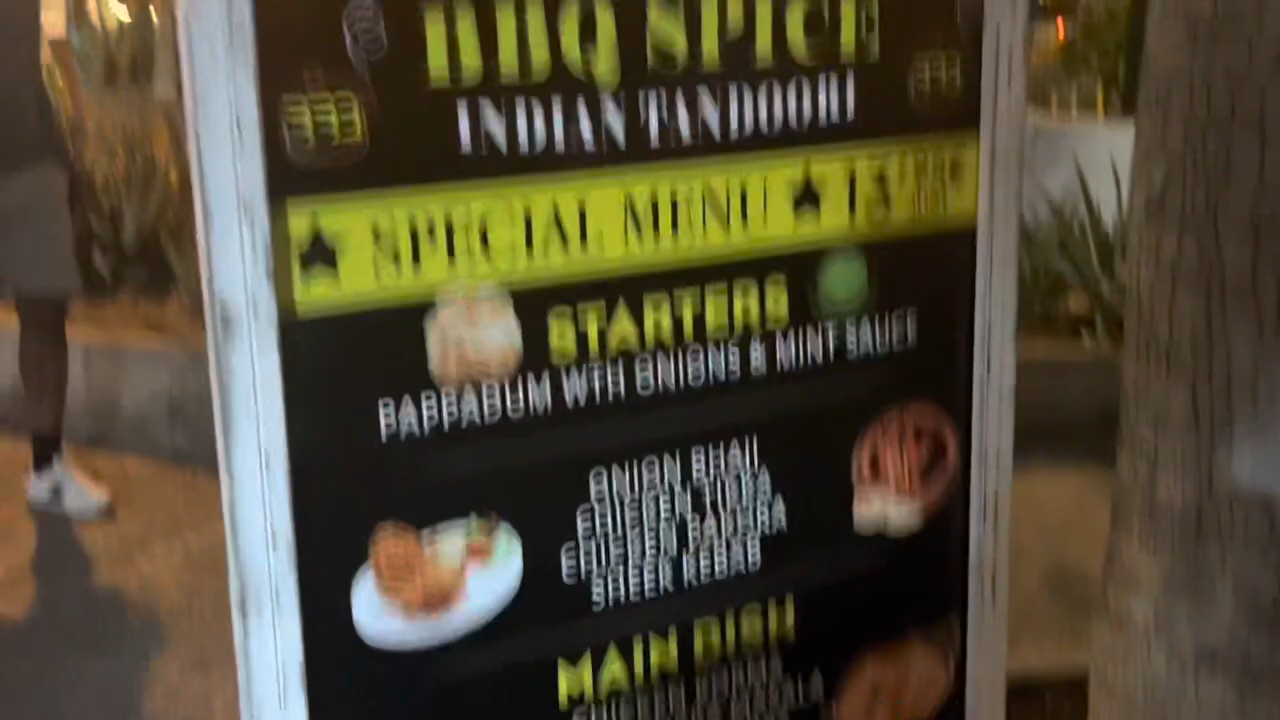 BBQ SPICE
INDIAN TANDOORI
SPECIAL MENU
STARTERS
PAPPADUM WTH ONIONS & MINT SAUCE
ONION BHAJI
CHICKEN TIKKA
CHICKEN PAKORA
SHEEK KEBAB
MAIN DISH